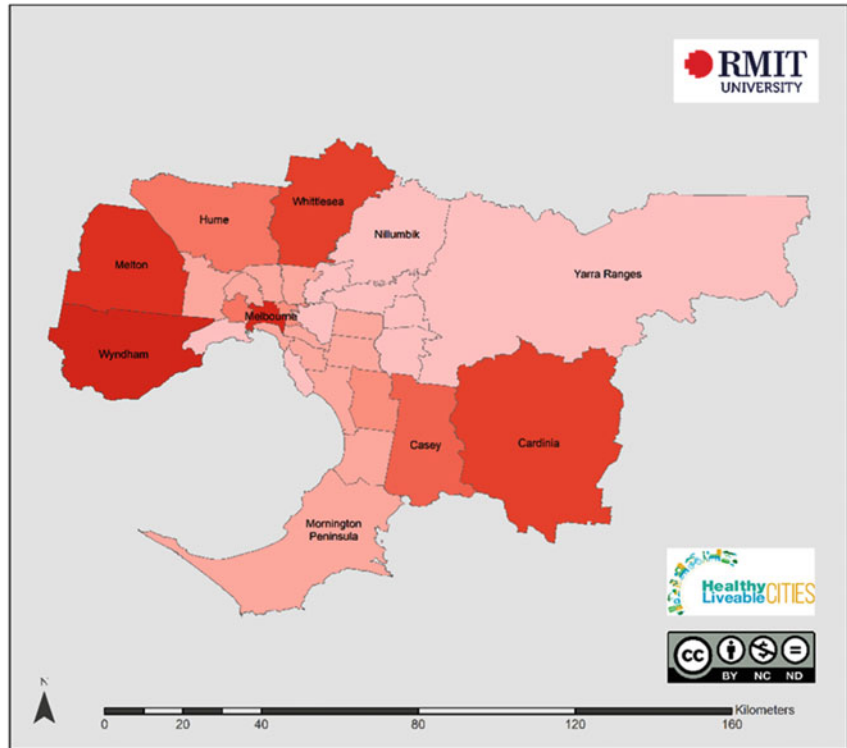 RMIT
UNIVERSITY
Whittlesea
Hume
Nillumbik
Melton
Yarra Ranges
Melbourne
Wyndham
Casey
Cardinia
Mornington
Peninsula
Healthy
Liveable CITIES
cc
BY NC ND
N
Kilometers
0 20 40 80 120 160